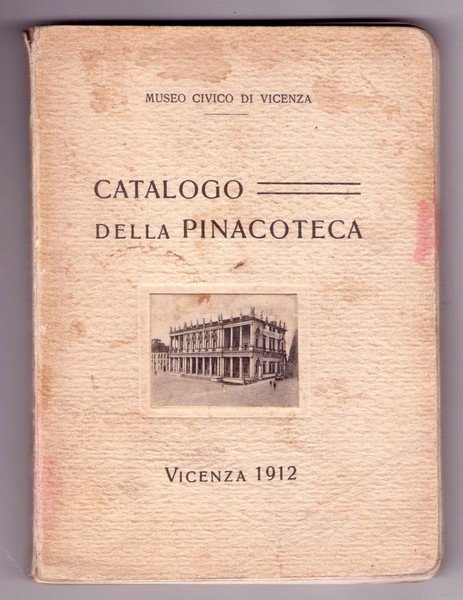 MUSEO CIVICO DI VICENZA
CATALOGO
DELLA PINACOTECA
VICENZA 1912